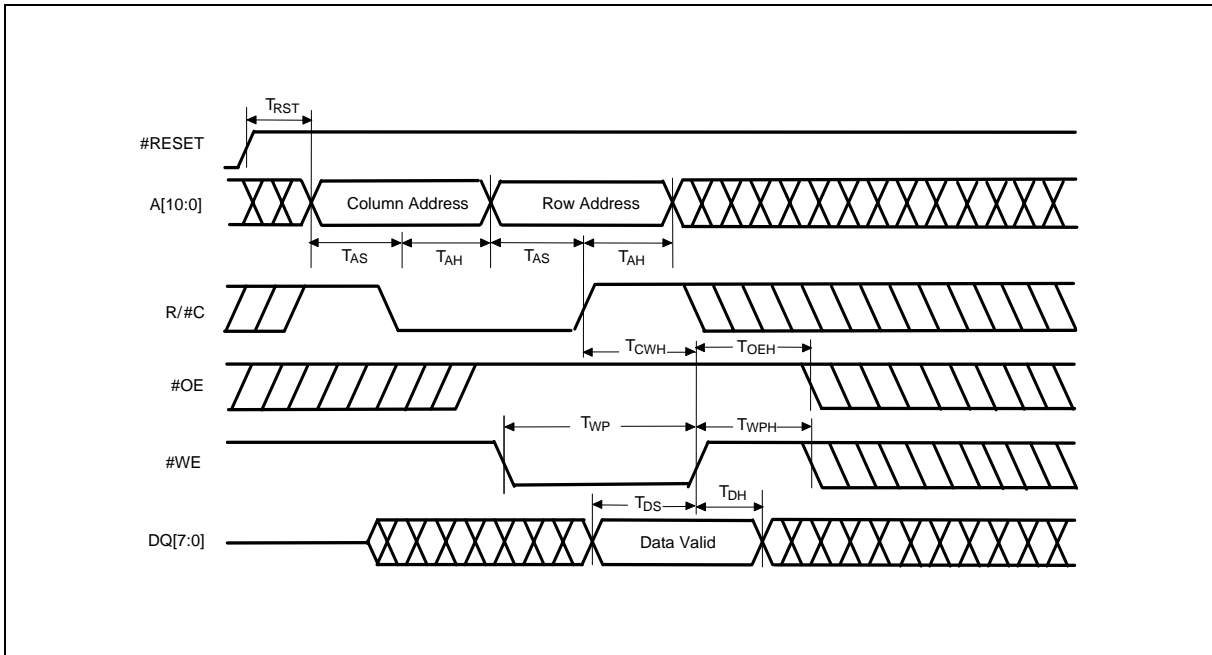 TRST
#RESET
A[10:0]
Column Address
Row Address
TAS
TAH
TAS
TAH
R/#C
TCWH
TOEH
#OE
TWP
TWPH
#WE
TDS
TDH
DQ[7:0]
Data Valid